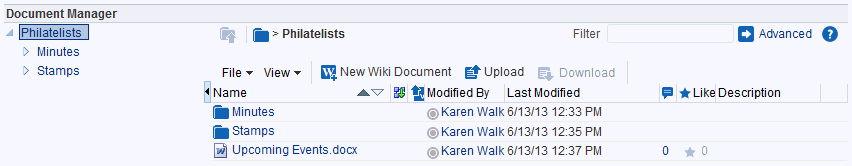 Document Manager
Philatelists
Minutes
Stamps
> Philatelists
Filter
Advanced
?
File
View
New Wiki Document
Upload
Download
Name Modified By Last Modified Like Description
Minutes Karen Walk 6/13/13 12:33 PM
Stamps Karen Walk 6/13/13 12:35 PM
Upcoming Events.docx Karen Walk 6/13/13 12:37 PM 0 0